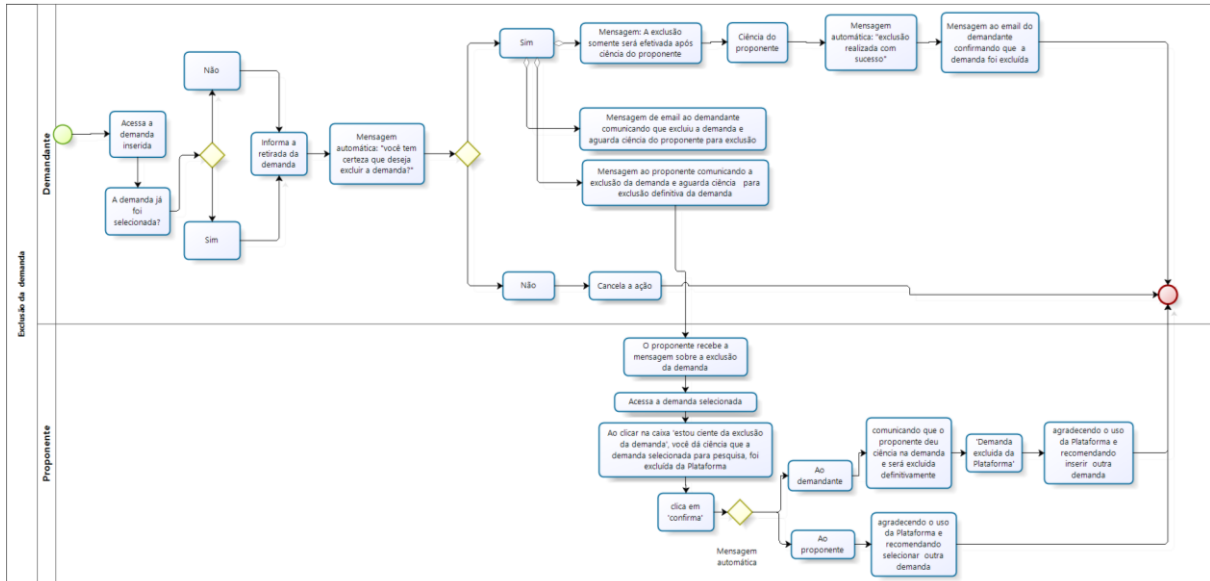 Exclusão da demanda
Demandante
Acessa a
demanda
inserida
A demanda já
foi
selecionada?
Não
Sim
Informa a
retirada da
demanda
Mensagem
automática: "você tem
certeza que deseja
excluir a demanda?"
Sim
Mensagem: A exclusão
somente será efetivada após
ciência do proponente
Ciência do
proponente
Mensagem
automática: "exclusão
realizada com
sucesso"
Mensagem ao email do
demandante
confirmando que a
demanda foi excluída
Mensagem de email ao demandante
comunicando que excluiu a demanda e
aguarda ciência do proponente para exclusão
Mensagem ao proponente comunicando a
exclusão da demanda e aguarda ciência para
exclusão definitiva da demanda
Não
Cancela a ação
Proponente
O proponente recebe a
mensagem sobre a exclusão
da demanda
Acessa a demanda selecionada
Ao clicar na caixa 'estou ciente da exclusão
da demanda', você dá ciência que a
demanda selecionada para pesquisa, foi
excluída da Plataforma
clica em
'confirma'
Mensagem
automática
Ao
demandante
comunicando que o
proponente deu
ciência na demanda
e será excluida
definitivamente
'Demanda
excluida da
Plataforma'
agradecendo o uso
da Plataforma e
recomendando
inserir outra
demanda
Ao
proponente
agradecendo o uso
da Plataforma e
recomendando
selecionar outra
demanda